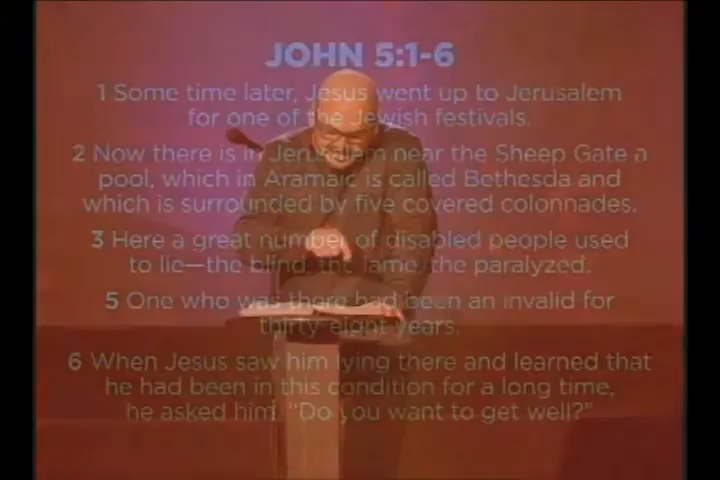 JOHN 5:1-6
1 Some time later, Jesus went up to Jerusalem
for one of the Jewish festivals.
2 Now there is in Jerusalem near the Sheep Gate a
pool, which in Aramaic is called Bethesda and
which is surrounded by five covered colonnades.
3 Here a great number of disabled people used
to lie—the blind, the lame, the paralyzed.
5 One who was there had been an invalid for
thirty-eight years.
6 When Jesus saw him lying there and learned that
he had been in this condition for a long time,
he asked him, "Do you want to get well?"